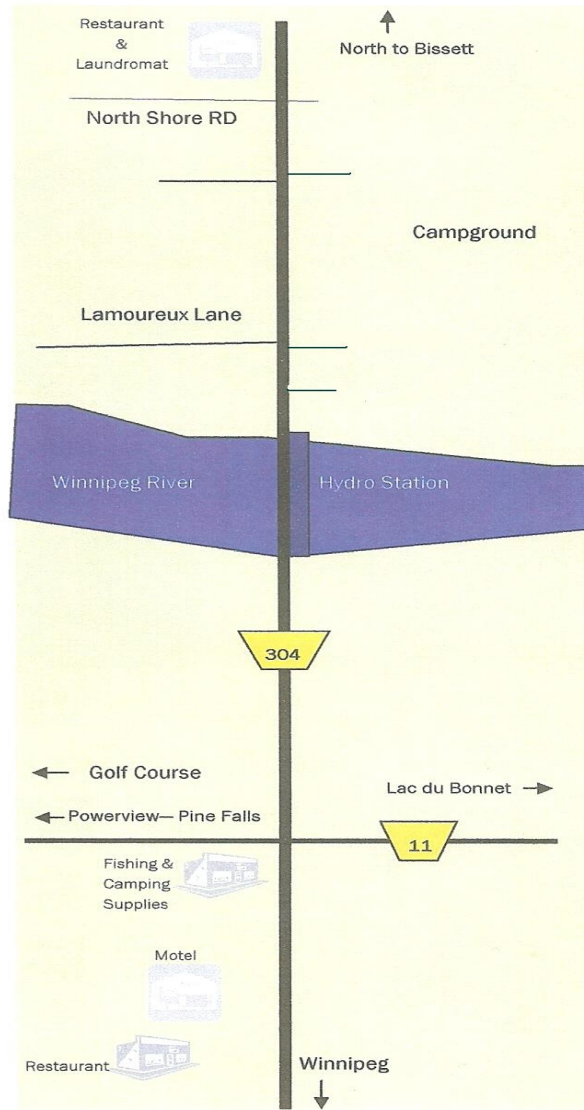 Restaurant
&
Laundromat
North to Bissett
North Shore RD
Campground
Lamoureux Lane
Winnipeg River
Hydro Station
304
Golf Course
Lac du Bonnet
Powerview— Pine Falls
11
Fishing &
Camping
Supplies
Motel
Restaurant
Winnipeg